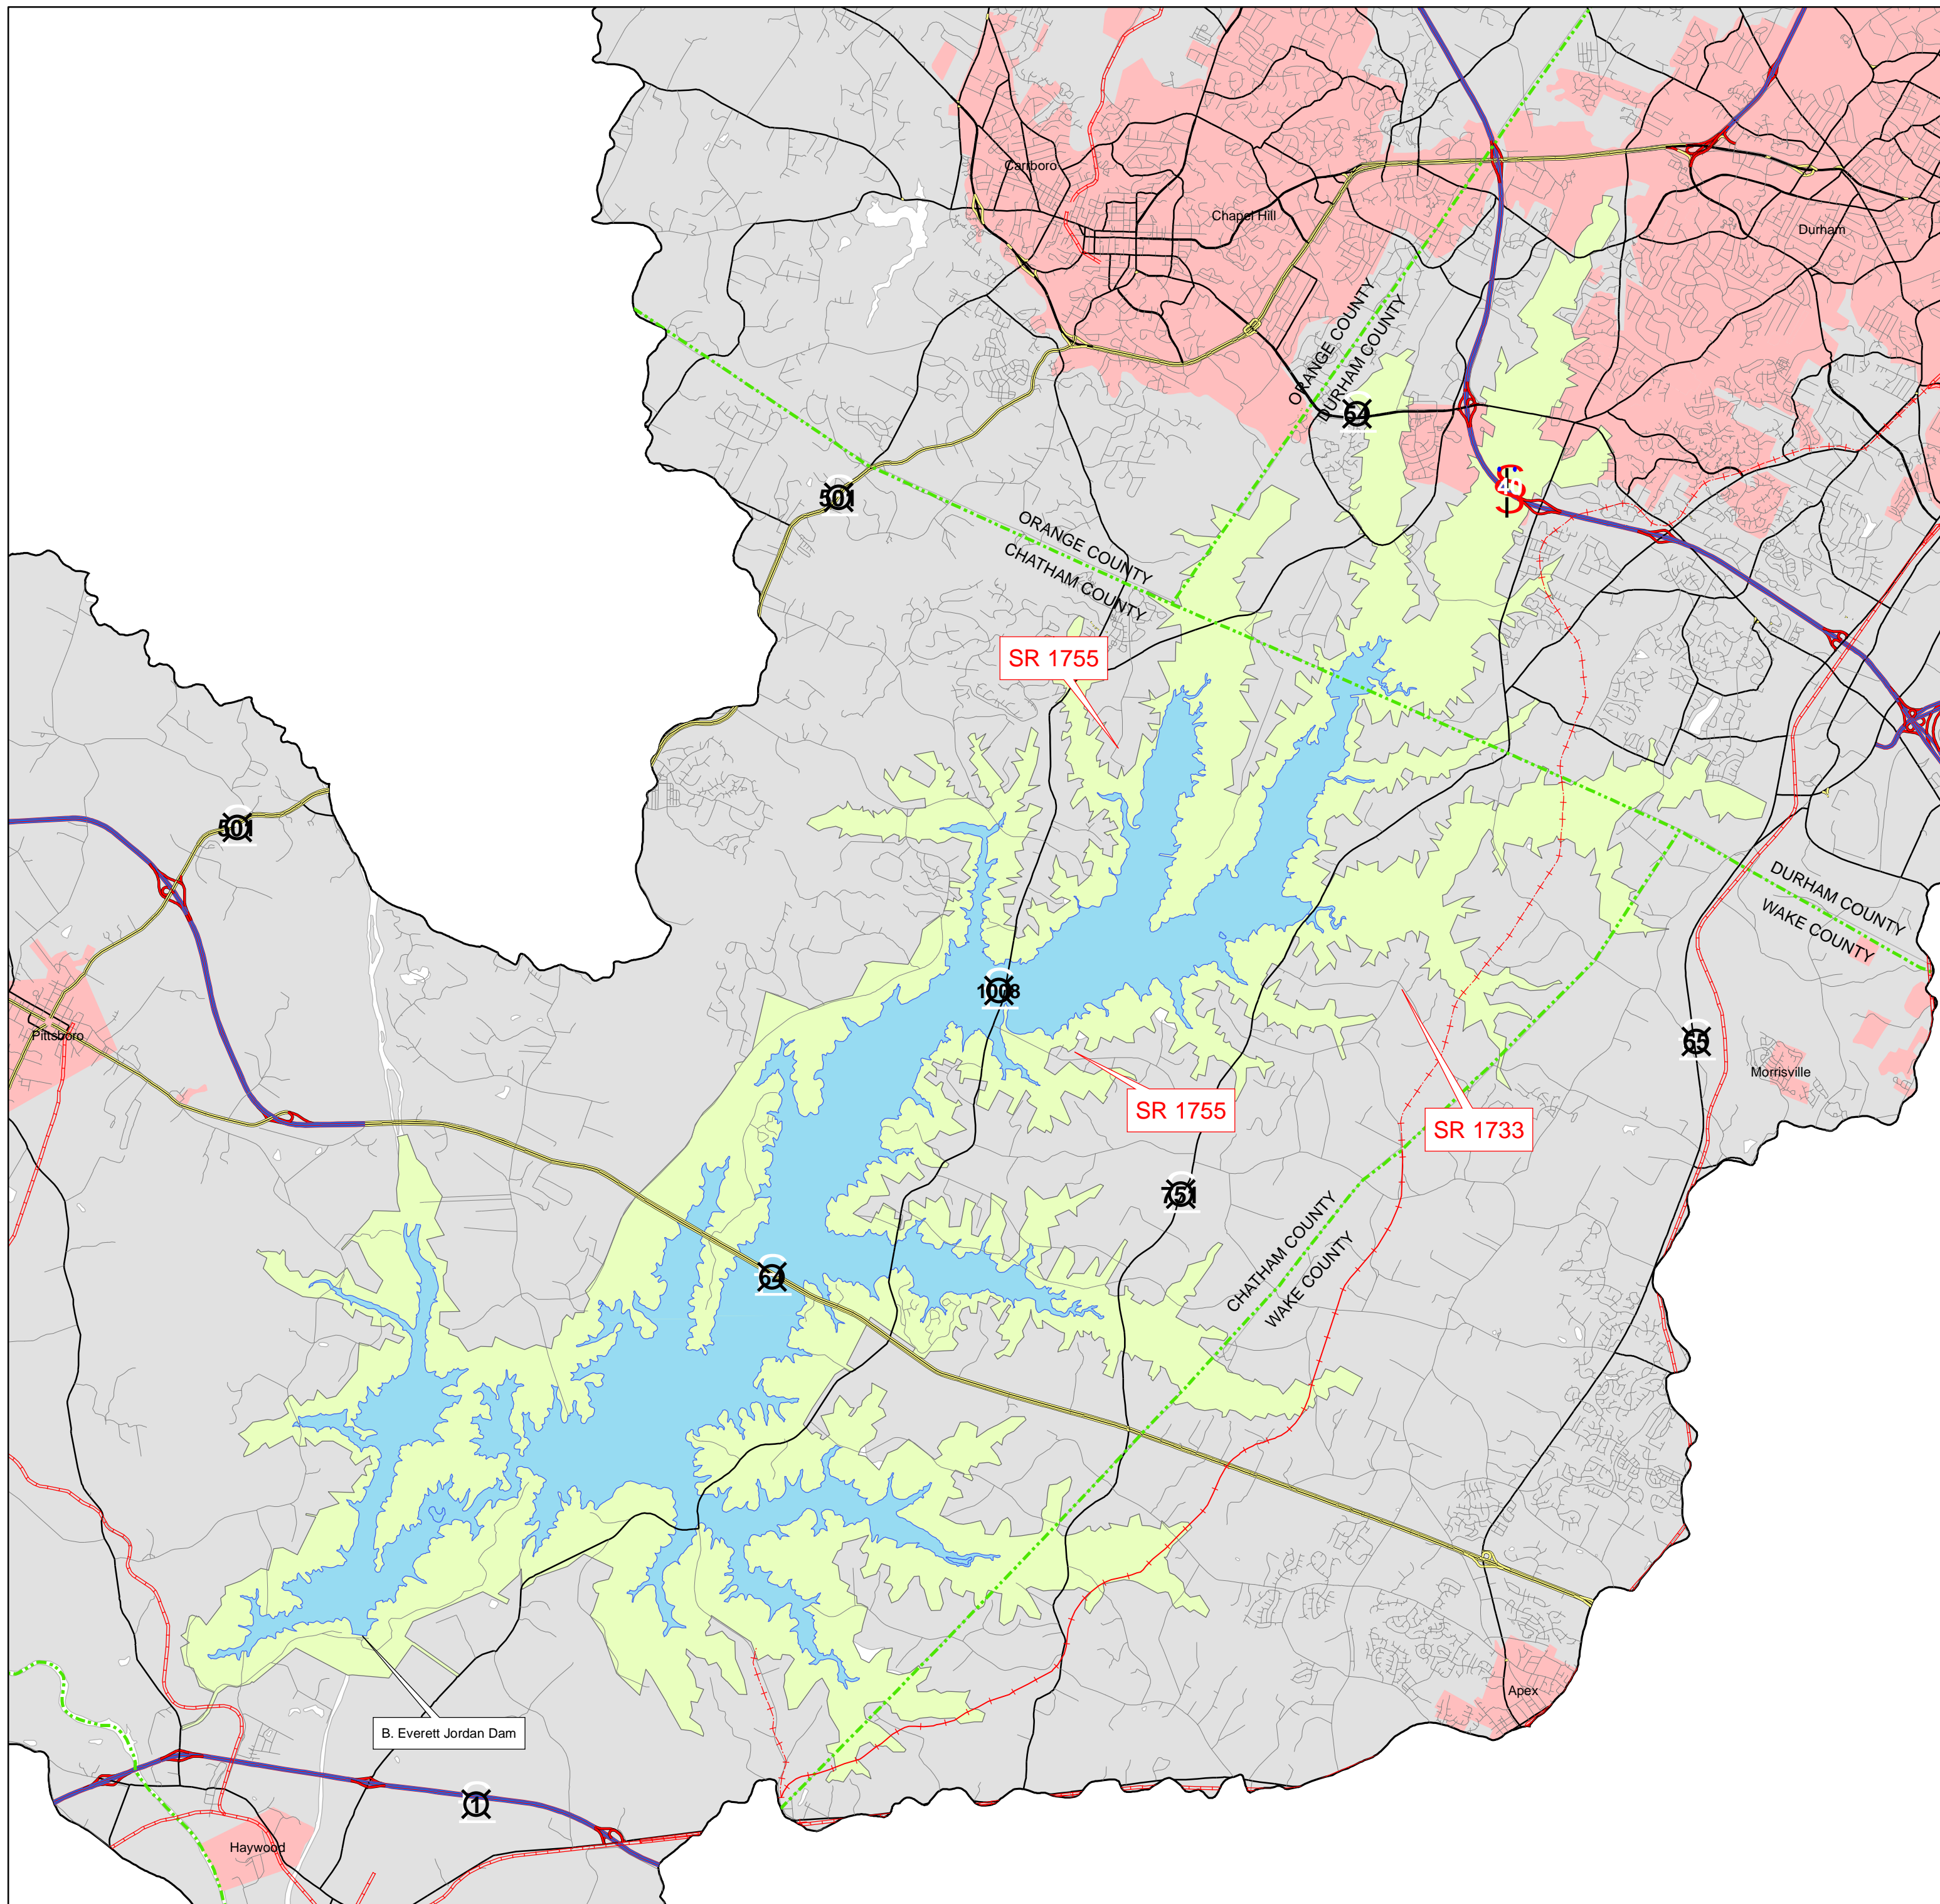 Carrboro
Chapel Hill
Durham
ORANGE COUNTY
DURHAM COUNTY
54
501
40
ORANGE COUNTY
CHATHAM COUNTY
SR 1755
501
DURHAM COUNTY
WAKE COUNTY
1008
Pittsboro
55
Morrisville
SR 1755
SR 1733
751
CHATHAM COUNTY
WAKE COUNTY
64
Apex
B. Everett Jordan Dam
1
Haywood